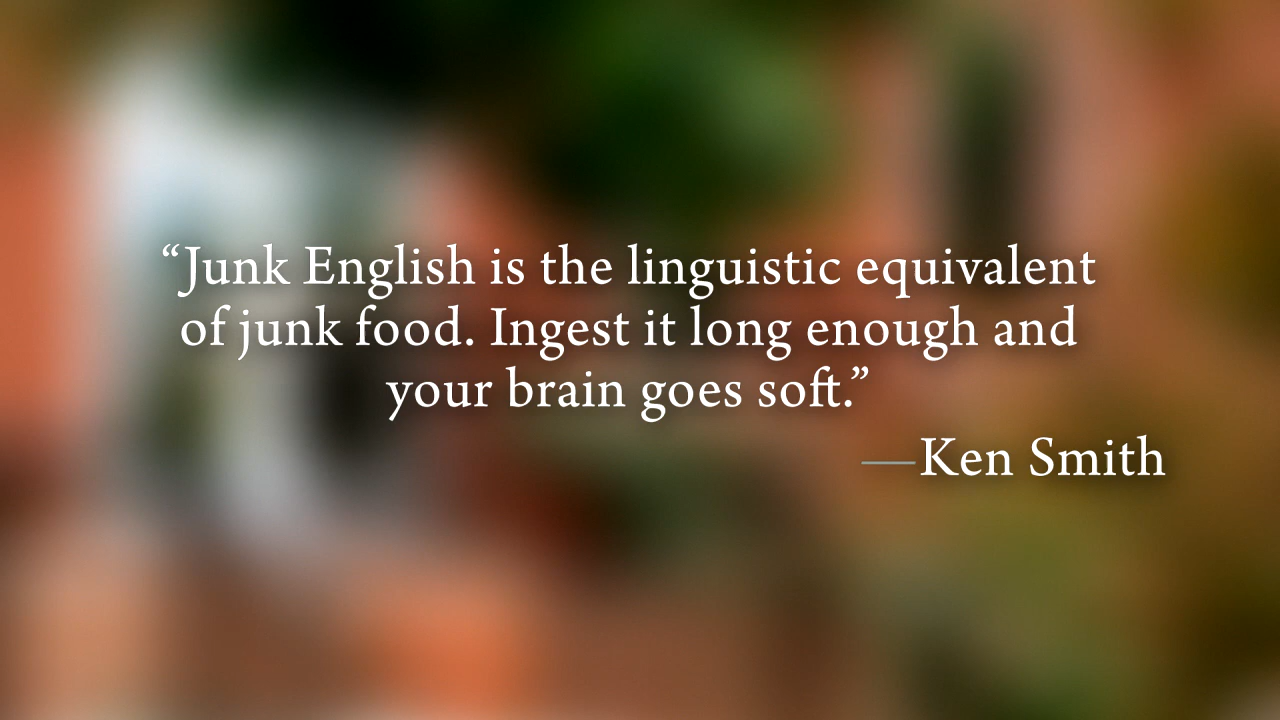 “Junk English is the linguistic equivalent
of junk food. Ingest it long enough and
your brain goes soft.”
—Ken Smith